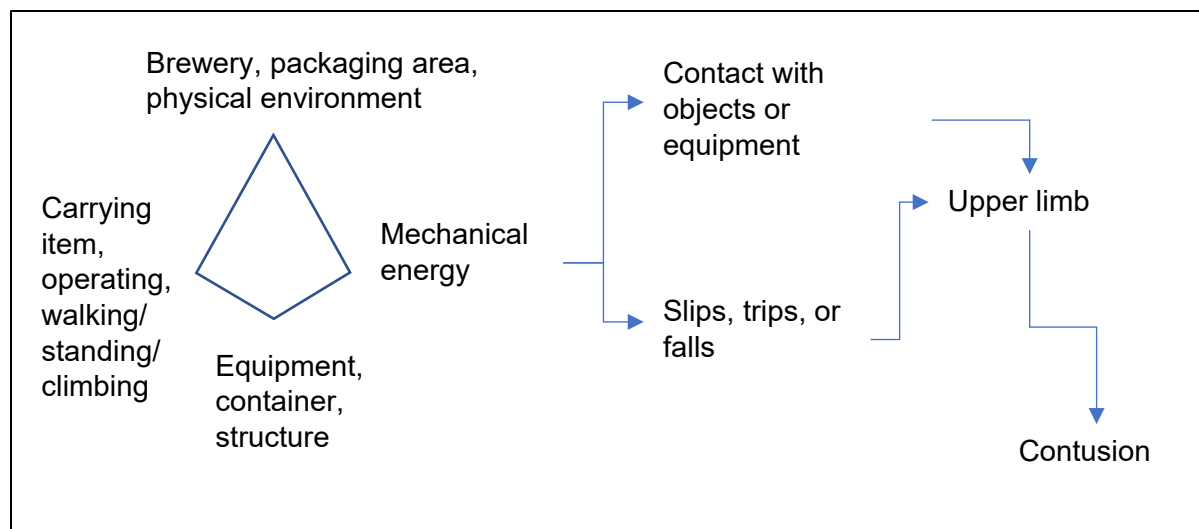 Brewery, packaging area,
physical environment
Carrying
item,
operating,
walking/
standing/
climbing
Mechanical
energy
Equipment,
container,
structure
Contact with
objects or
equipment
Slips, trips, or
falls
Upper limb
Contusion